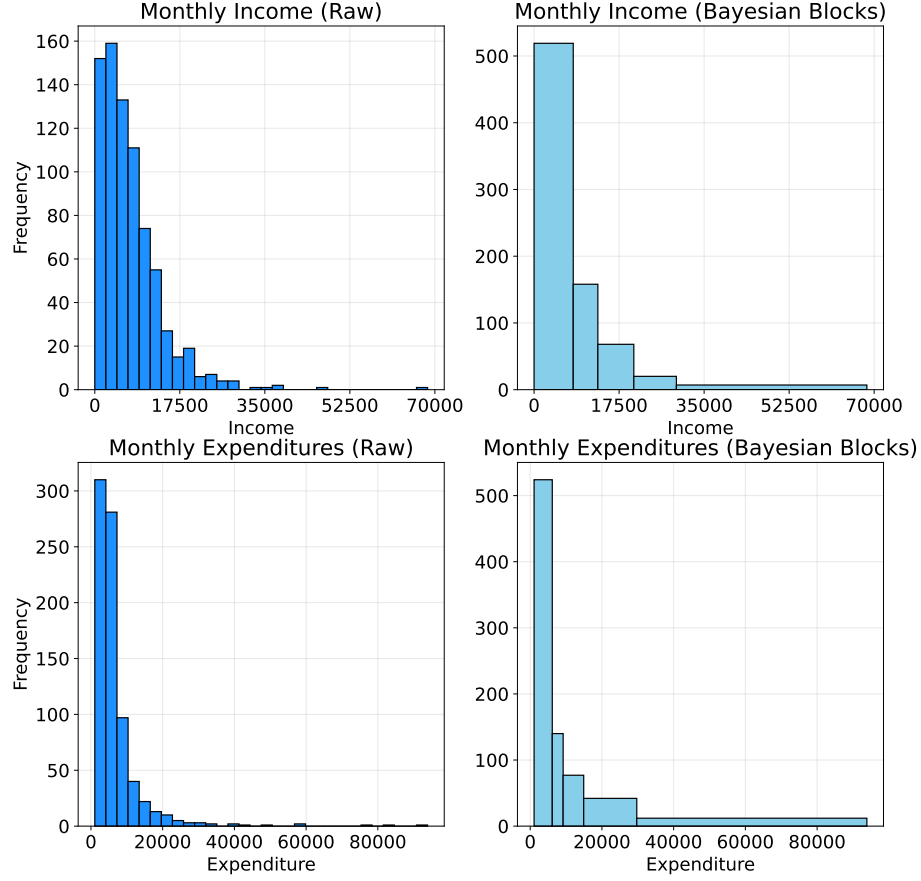 Monthly Income (Raw)
Frequency
160
140
120
100
80
60
40
20
0
0 17500 35000 52500 70000
Income
Monthly Income (Bayesian Blocks)
500
400
300
200
100
0
0 17500 35000 52500 70000
Income
Monthly Expenditures (Raw)
Frequency
300
250
200
150
100
50
0
0 20000 40000 60000 80000
Expenditure
Monthly Expenditures (Bayesian Blocks)
500
400
300
200
100
0
0 20000 40000 60000 80000
Expenditure